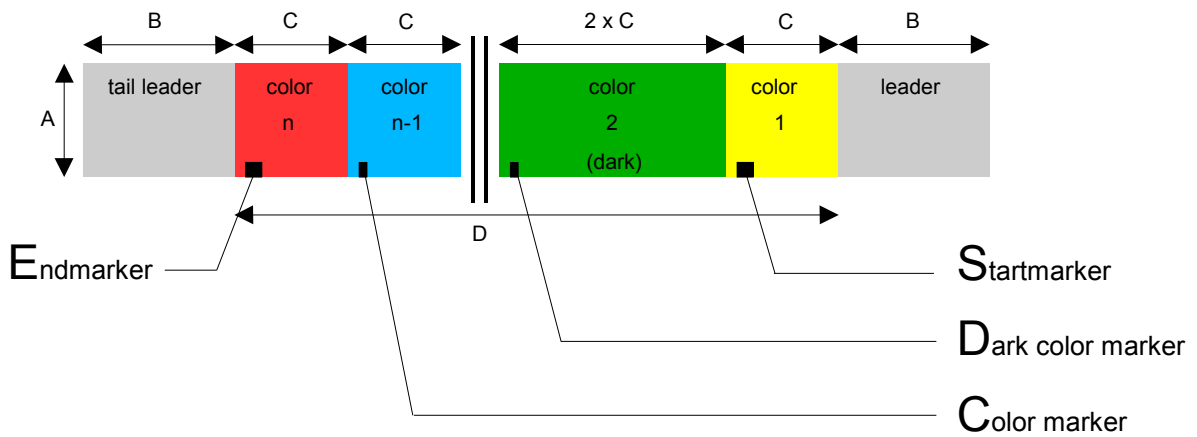 B
C
C
2 x C
C
B
A
tail leader
color
n
color
n-1
color
2
(dark)
color
1
leader
D
Endmarker
Startmarker
Dark color marker
Color marker